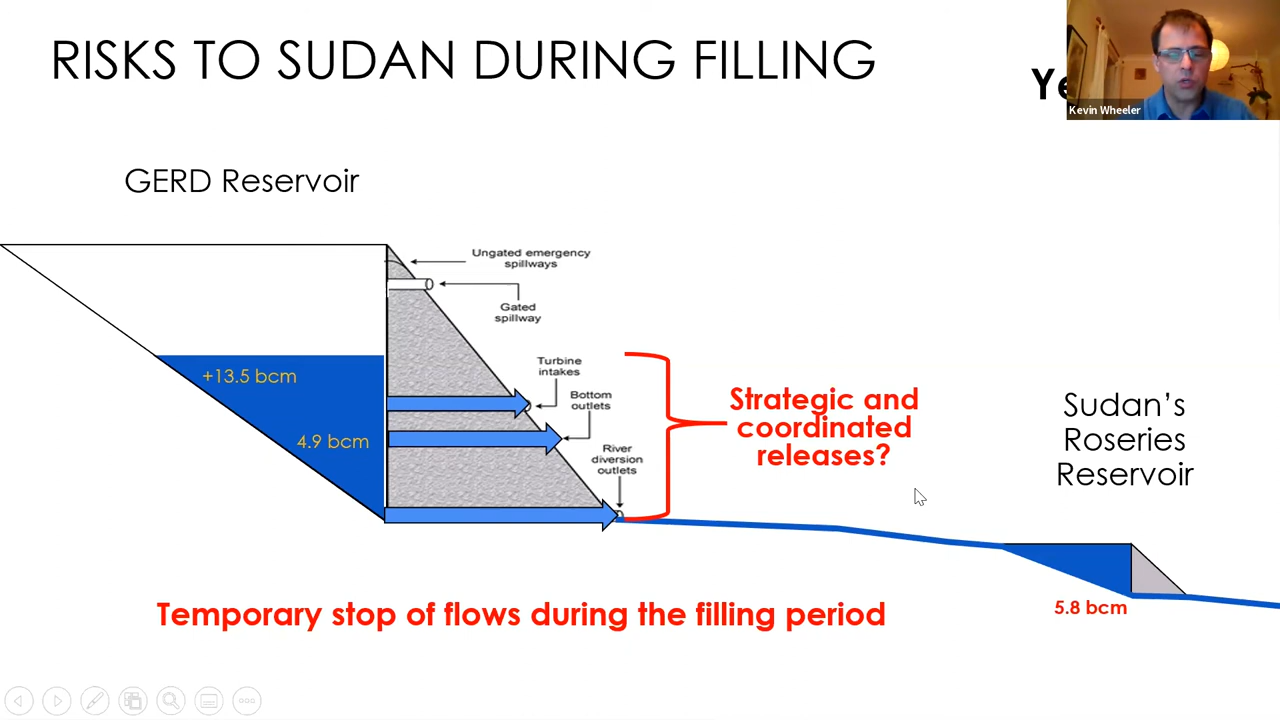 RISKS TO SUDAN DURING FILLING
Kevin Wheeler
GERD Reservoir
Ungated emergency
spillways
Gated
spillway
Turbine
intakes
Bottom
outlets
River
diversion
outlets
+13.5 bcm
4.9 bcm
Strategic and
coordinated
releases?
Sudan’s
Roseries
Reservoir
5.8 bcm
Temporary stop of flows during the filling period